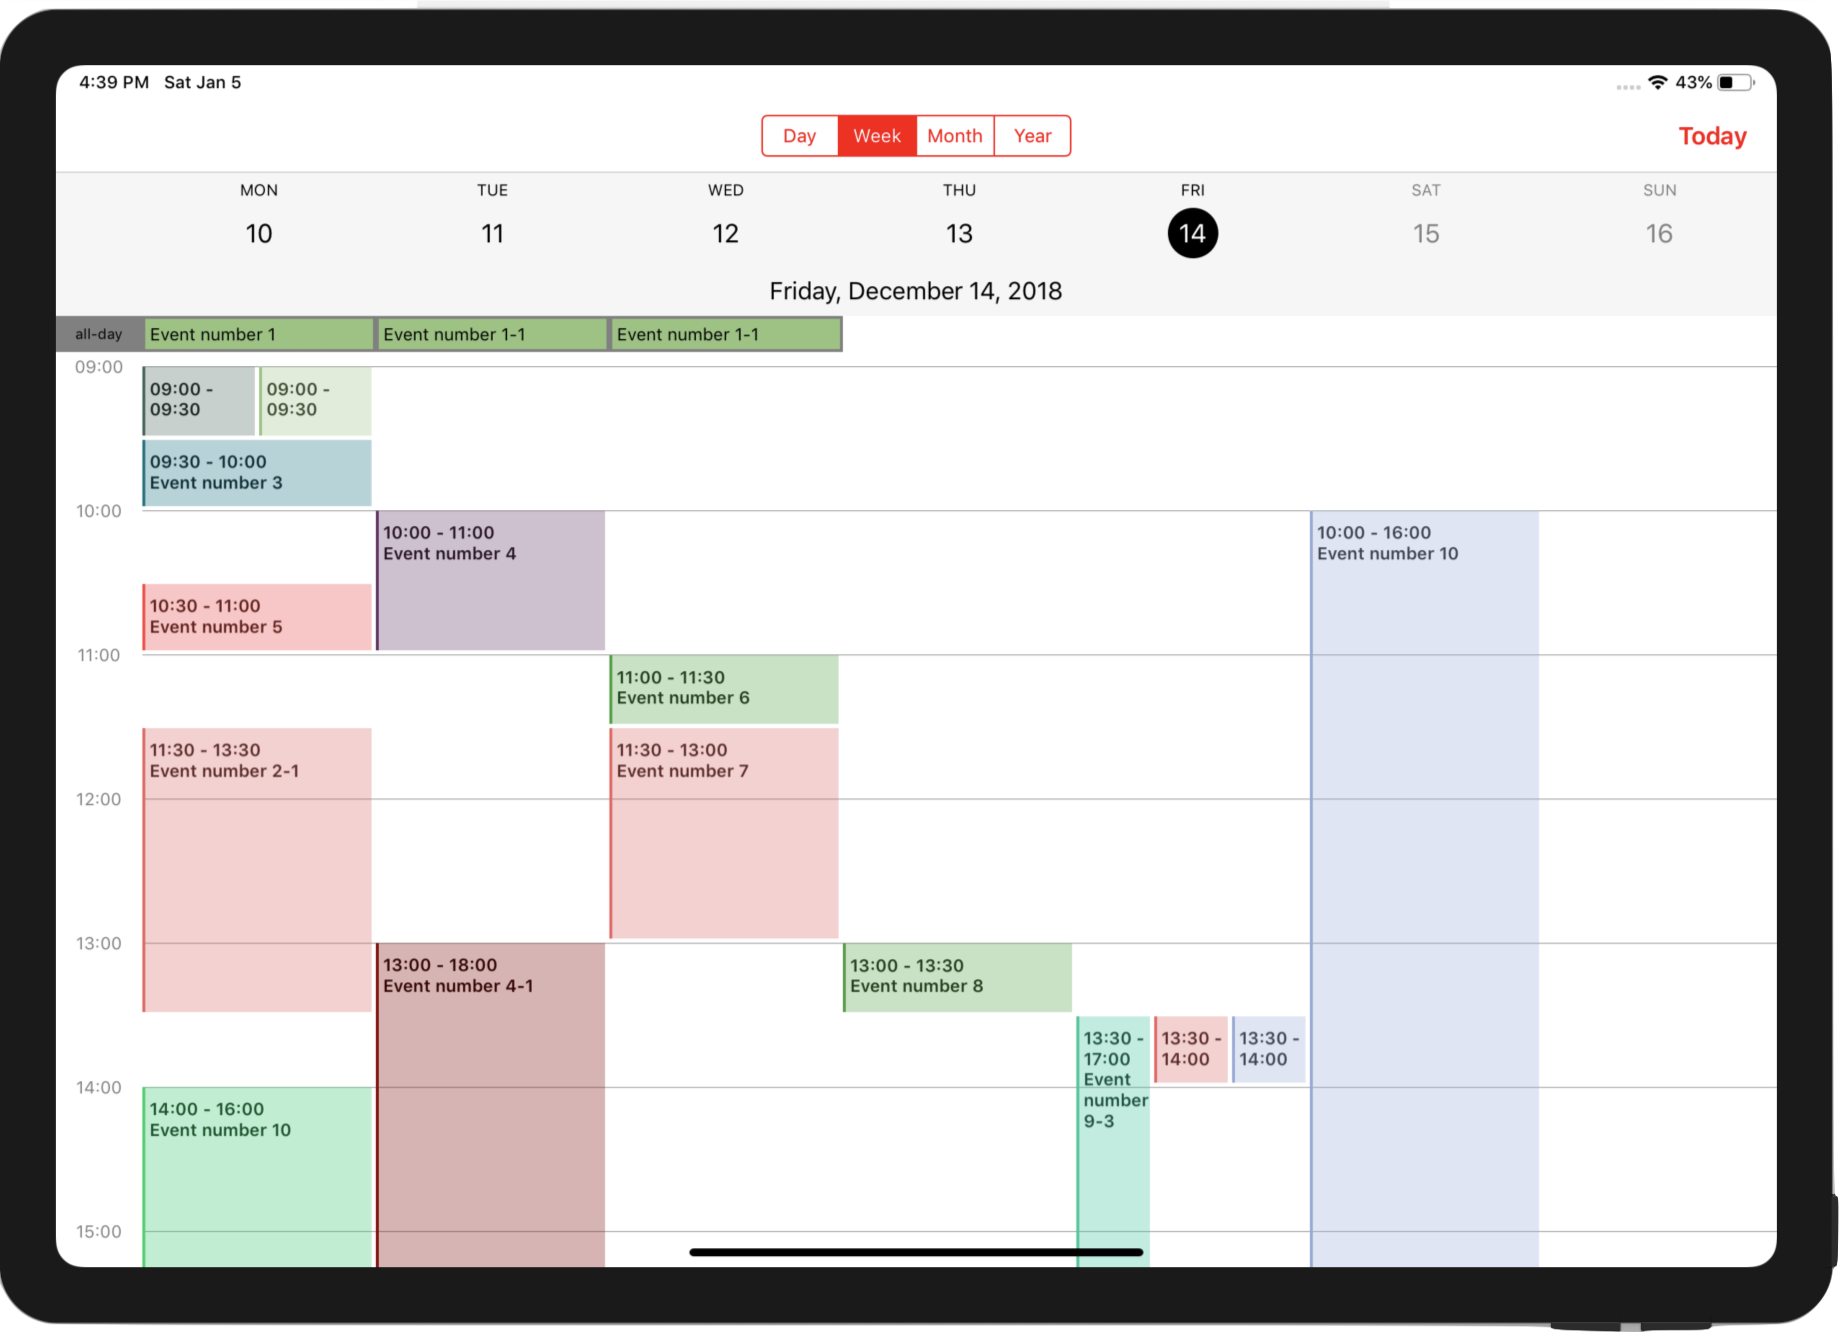 4:39 PM Sat Jan 5
43%
Day Week Month Year
Today
MON TUE WED THU FRI SAT SUN
10 11 12 13 14 15 16
Friday, December 14, 2018
all-day Event number 1 Event number 1-1 Event number 1-1
09:00
09:00 -
09:30
09:00 -
09:30
09:30 - 10:00
Event number 3
10:00
10:00 - 11:00
Event number 4
10:00 - 16:00
Event number 10
10:30 - 11:00
Event number 5
11:00
11:00 - 11:30
Event number 6
11:30 - 13:30
Event number 2-1
11:30 - 13:00
Event number 7
12:00
13:00
13:00 - 18:00
Event number 4-1
13:00 - 13:30
Event number 8
13:30 -
17:00
Event
number
9-3
13:30 -
14:00
13:30 -
14:00
14:00
14:00 - 16:00
Event number 10
15:00